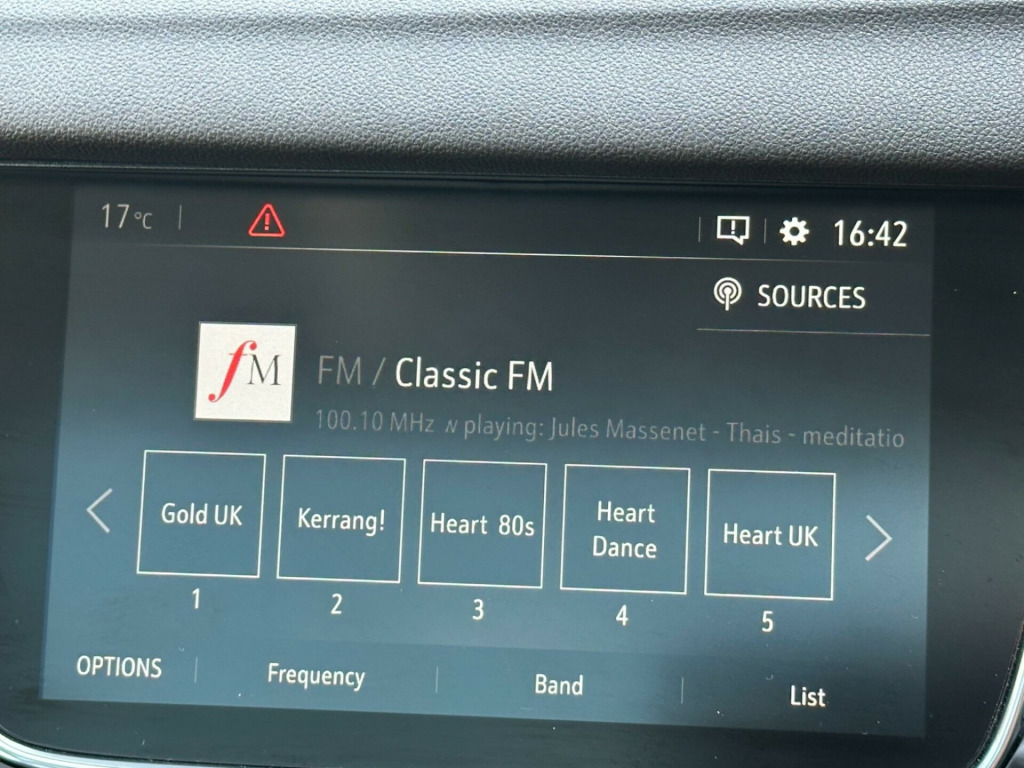 17°C
16:42
SOURCES
fM
FM / Classic FM
100.10 MHz w playing: Jules Massenet - Thais - meditatio
Gold UK
Kerrang!
Heart 80s
Heart
Dance
Heart UK
1
2
3
4
5
OPTIONS
Frequency
Band
List